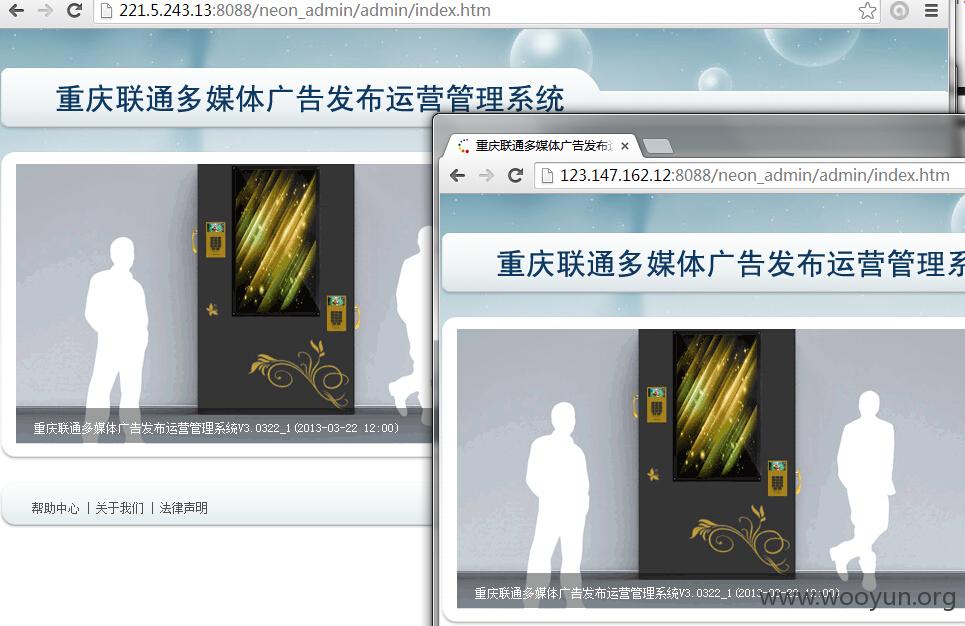 221.5.243.13:8088/neon_admin/admin/index.htm
重庆联通多媒体广告发布运营管理系统
重庆联通多媒体广告发布运营管理系统V3.0322_1(2013-03-22 12:00)
帮助中心 | 关于我们 | 法律声明
重庆联通多媒体广告发布
123.147.162.12:8088/neon_admin/admin/index.htm
重庆联通多媒体广告发布运营管理系
重庆联通多媒体广告发布运营管理系统V3.0322_1(2013-03-22 12:00)
www.wooyun.org